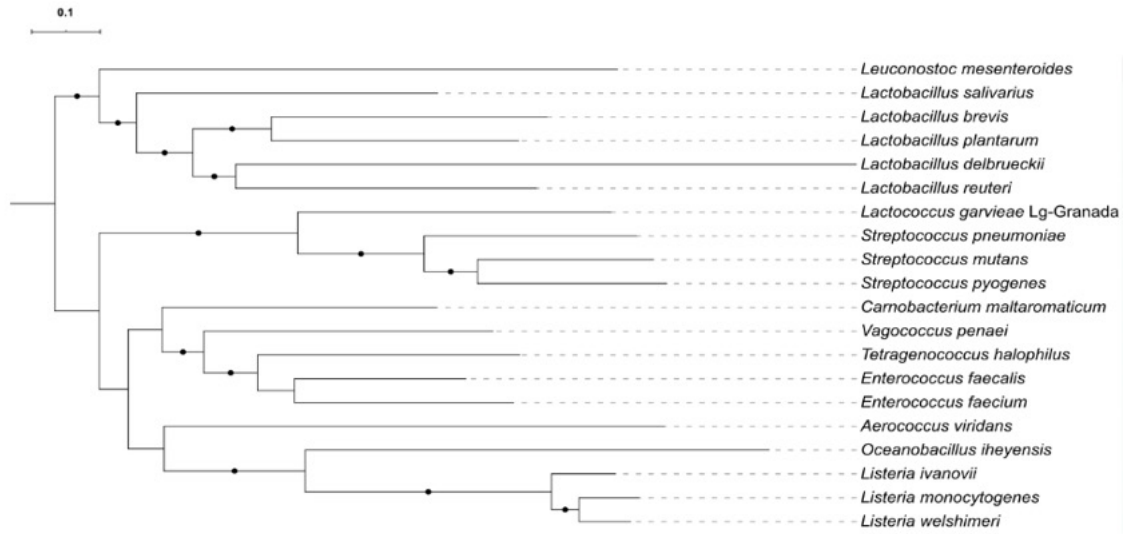 0.1
Leuconostoc mesenteroides
Lactobacillus salivarius
Lactobacillus brevis
Lactobacillus plantarum
Lactobacillus delbrueckii
Lactobacillus reuteri
Lactococcus garvieae Lg-Granada
Streptococcus pneumoniae
Streptococcus mutans
Streptococcus pyogenes
Carnobacterium maltaromaticum
Vagococcus penaei
Tetragenococcus halophilus
Enterococcus faecalis
Enterococcus faecium
Aerococcus viridans
Oceanobacillus iheyensis
Listeria ivanovii
Listeria monocytogenes
Listeria welshimeri